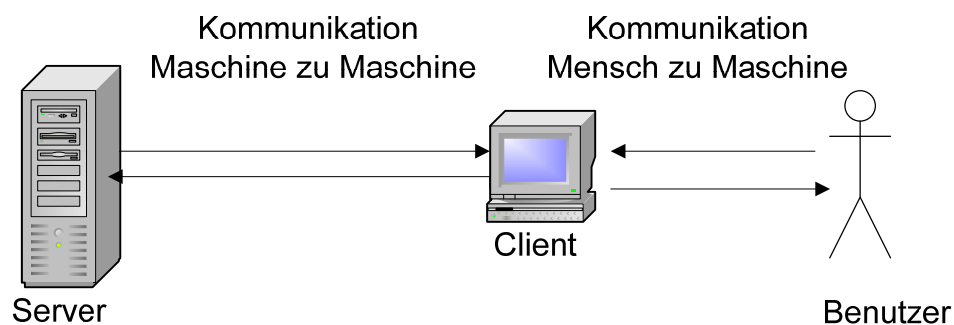 Kommunikation
Maschine zu Maschine
Kommunikation
Mensch zu Maschine
Client
Server
Benutzer